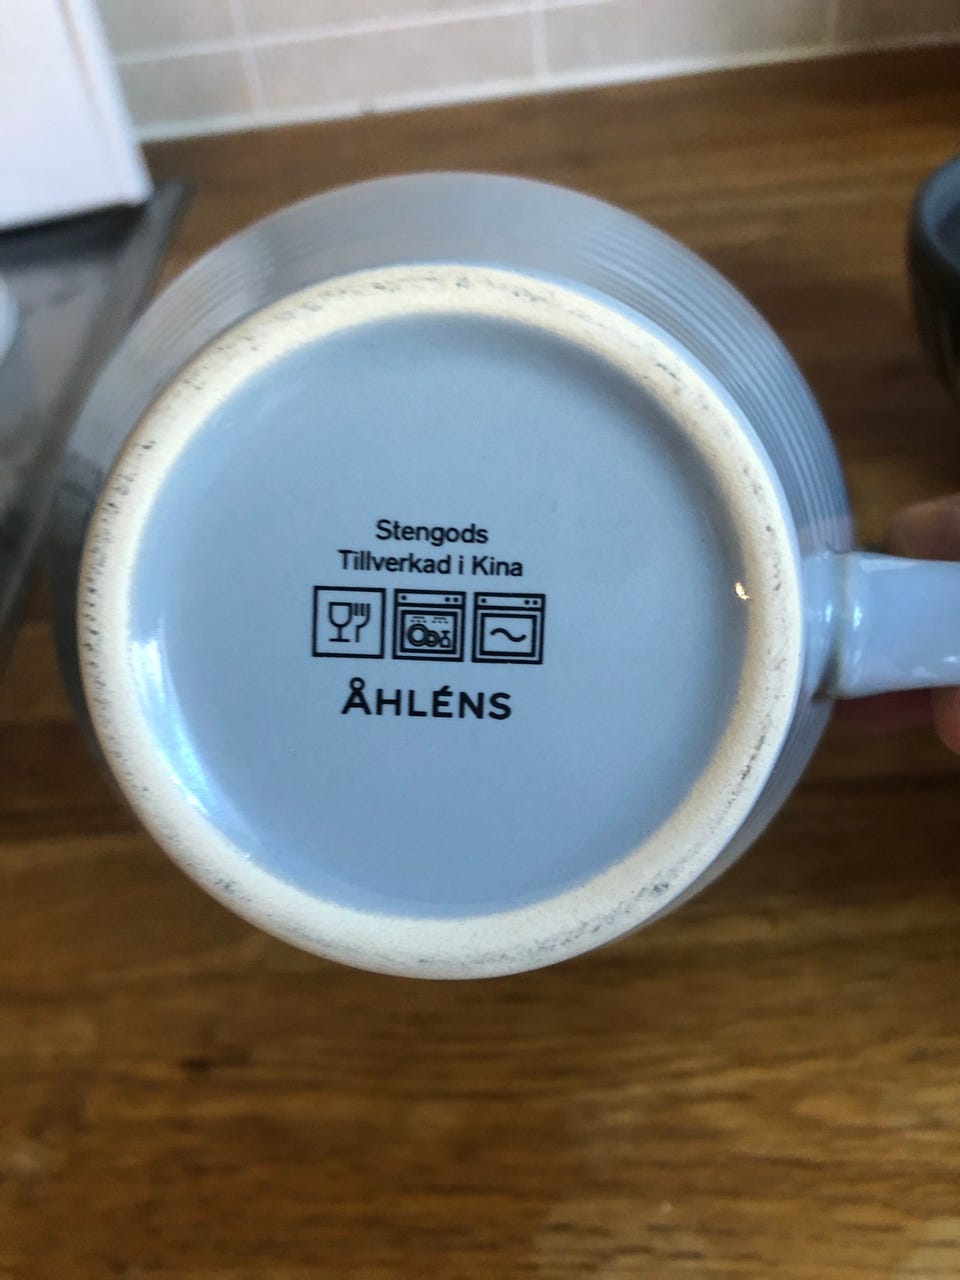 Stengods
Tillverkad i Kina
ÅHLÉNS